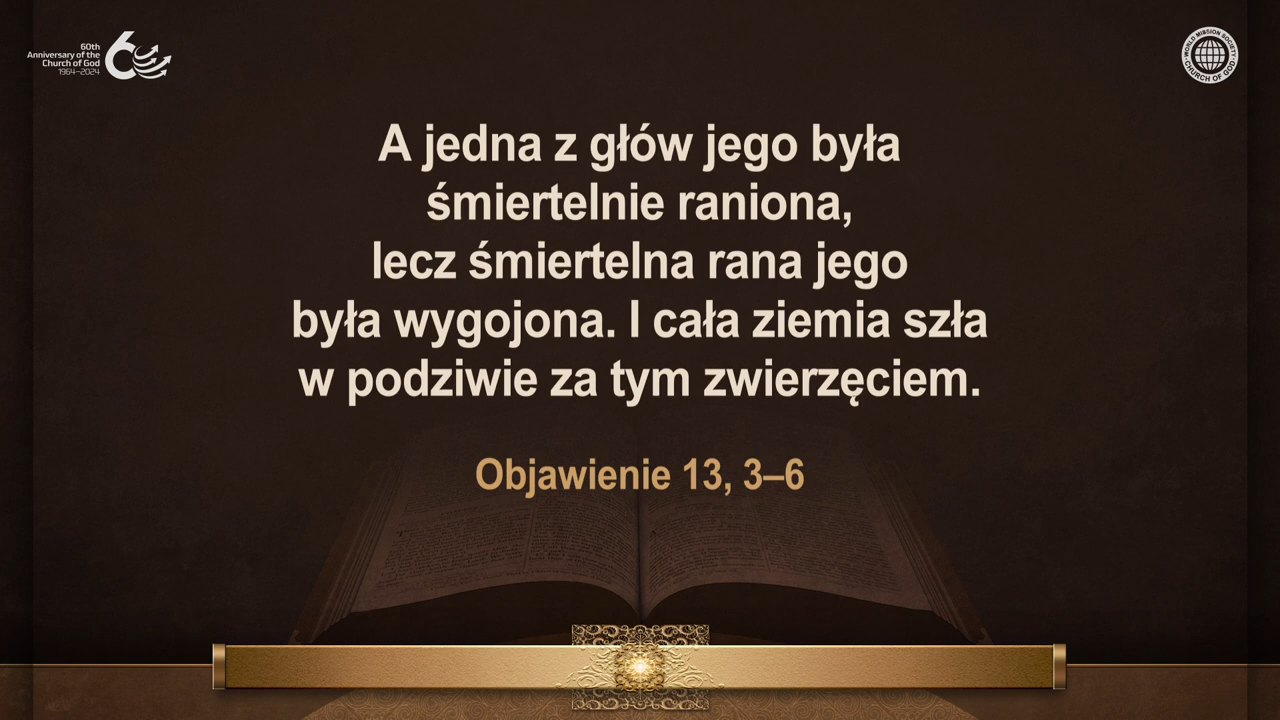 60th
Anniversary of the
Church of God
1964–2024
WORLD MISSION SOCIETY
CHURCH OF GOD
A jedna z głów jego była
śmiertelnie raniona,
lecz śmiertelna rana jego
była wygojona. I cała ziemia szła
w podziwie za tym zwierzęciem.
Objawienie 13, 3–6